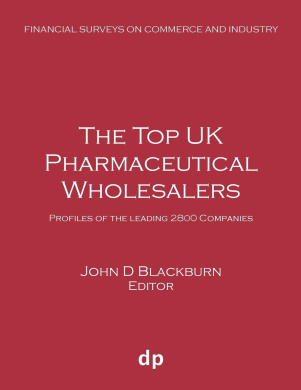 FINANCIAL SURVEYS ON COMMERCE AND INDUSTRY
THE TOP UK
PHARMACEUTICAL
WHOLESALERS
PROFILES OF THE LEADING 2800 COMPANIES
JOHN D BLACKBURN
EDITOR
dp